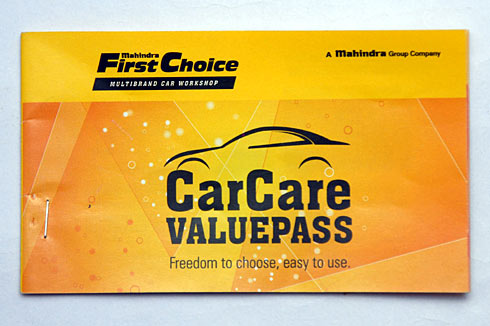 Mahindra
First Choice
MULTIBRAND CAR WORKSHOP
A Mahindra Group Company
CarCare
VALUEPASS
Freedom to choose, easy to use.